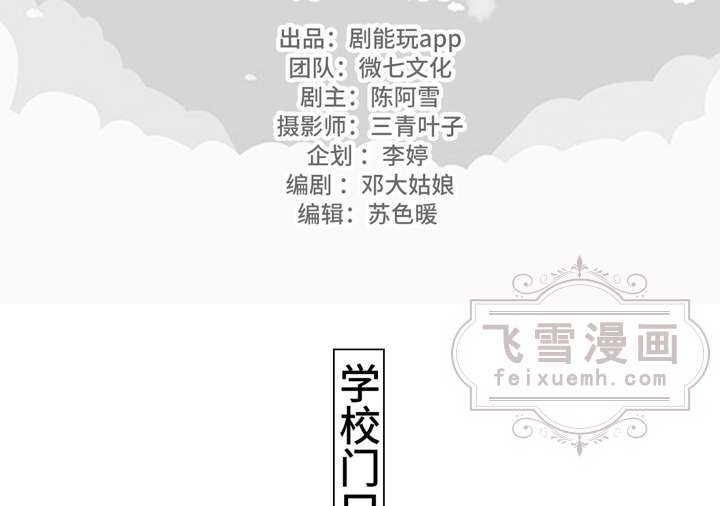 出品：剧能玩app
团队：微七文化
剧主：陈阿雪
摄影师：三青叶子
企划：李婷
编剧：邓大姑娘
编辑：苏色暖
飞雪漫画
feixuemh.com
学校门